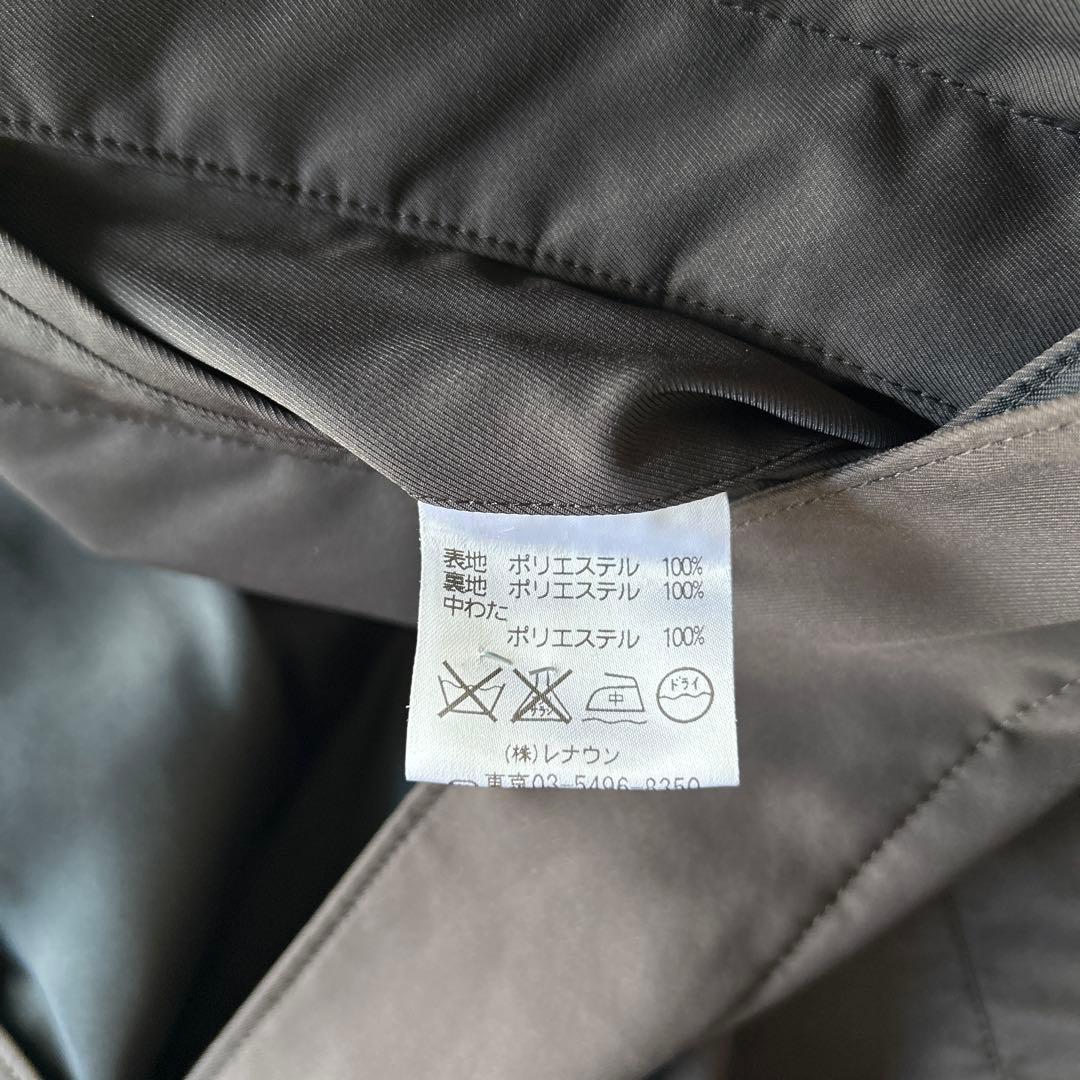 表地 ポリエステル 100%
裏地 ポリエステル 100%
中わた
ポリエステル 100%
中 ドライ
(株)レナウン
東京03-5496-8350